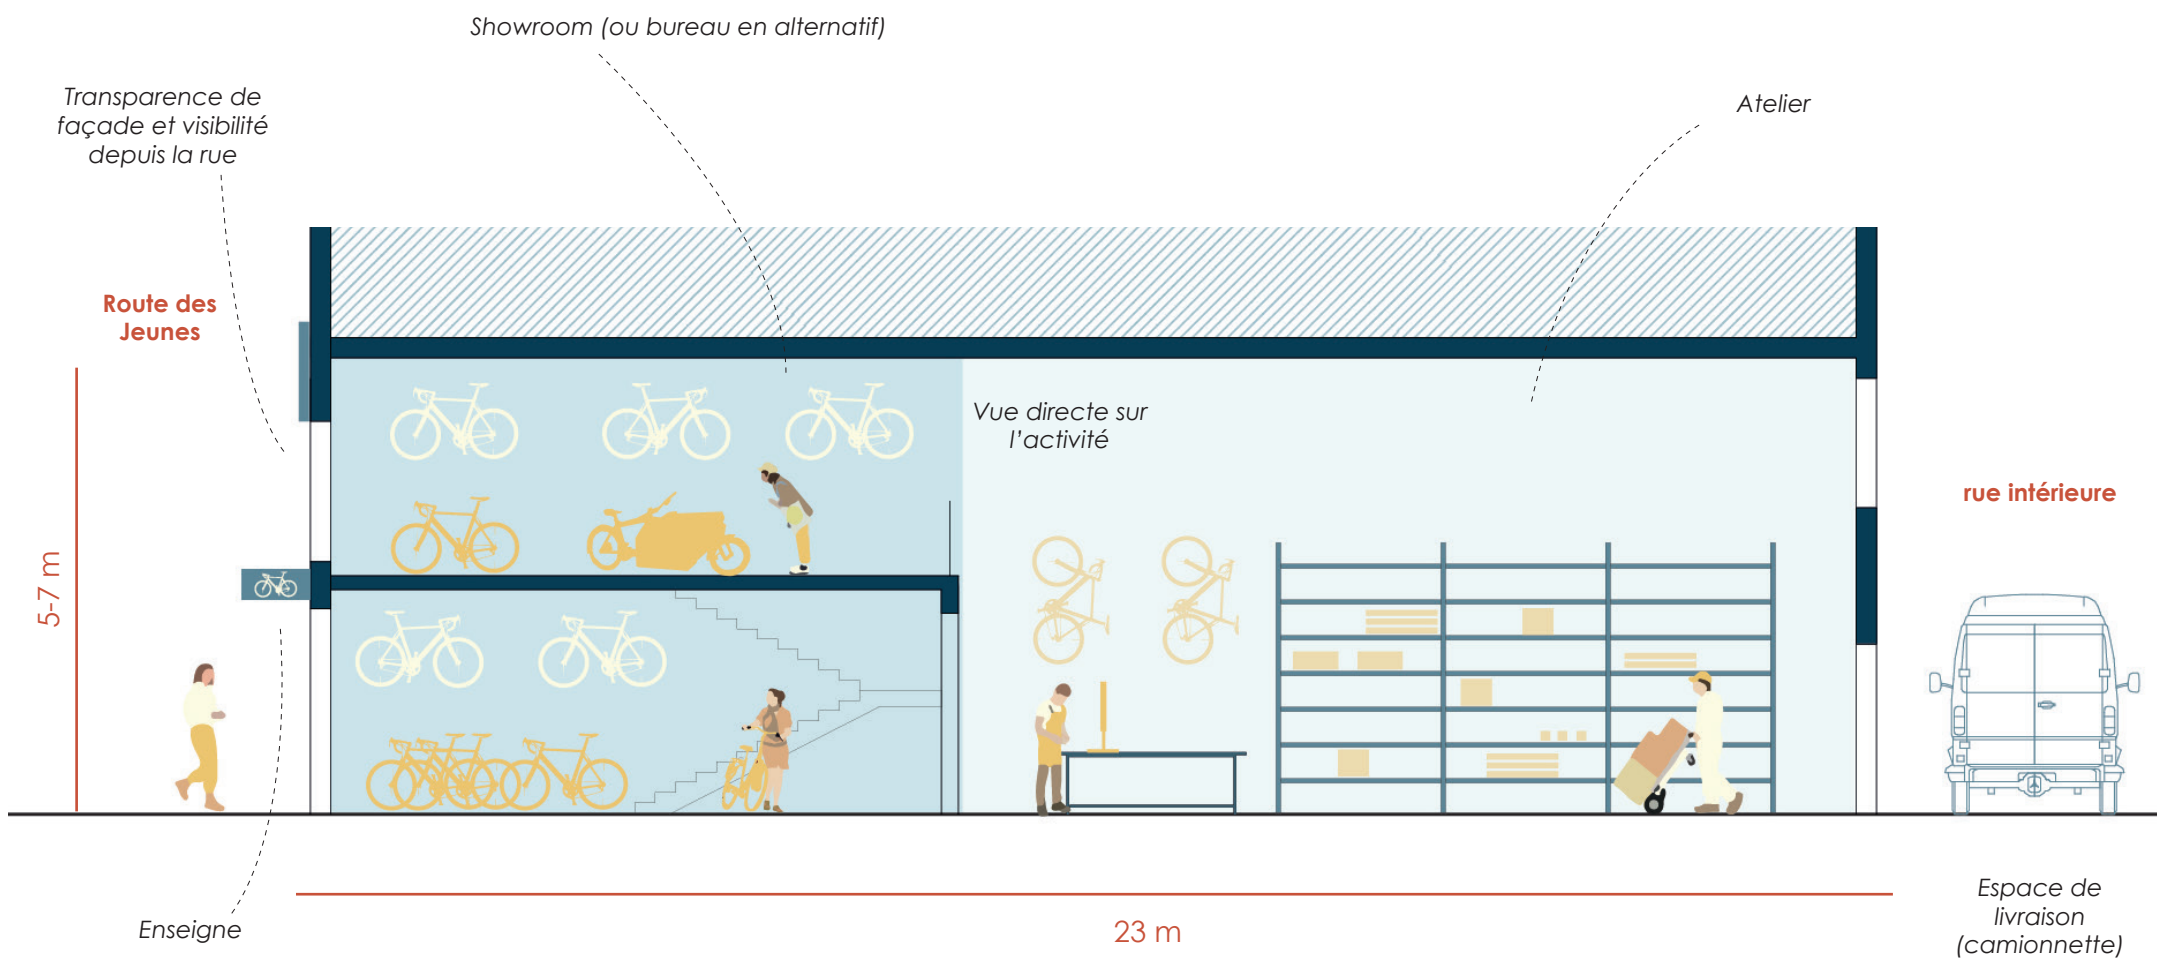 Showroom (ou bureau en alternatif)
Transparence de
façade et visibilité
depuis la rue
Atelier
Route des
Jeunes
Vue directe sur
l'activité
rue intérieure
5-7 m
Enseigne
23 m
Espace de
livraison
(camionnette)